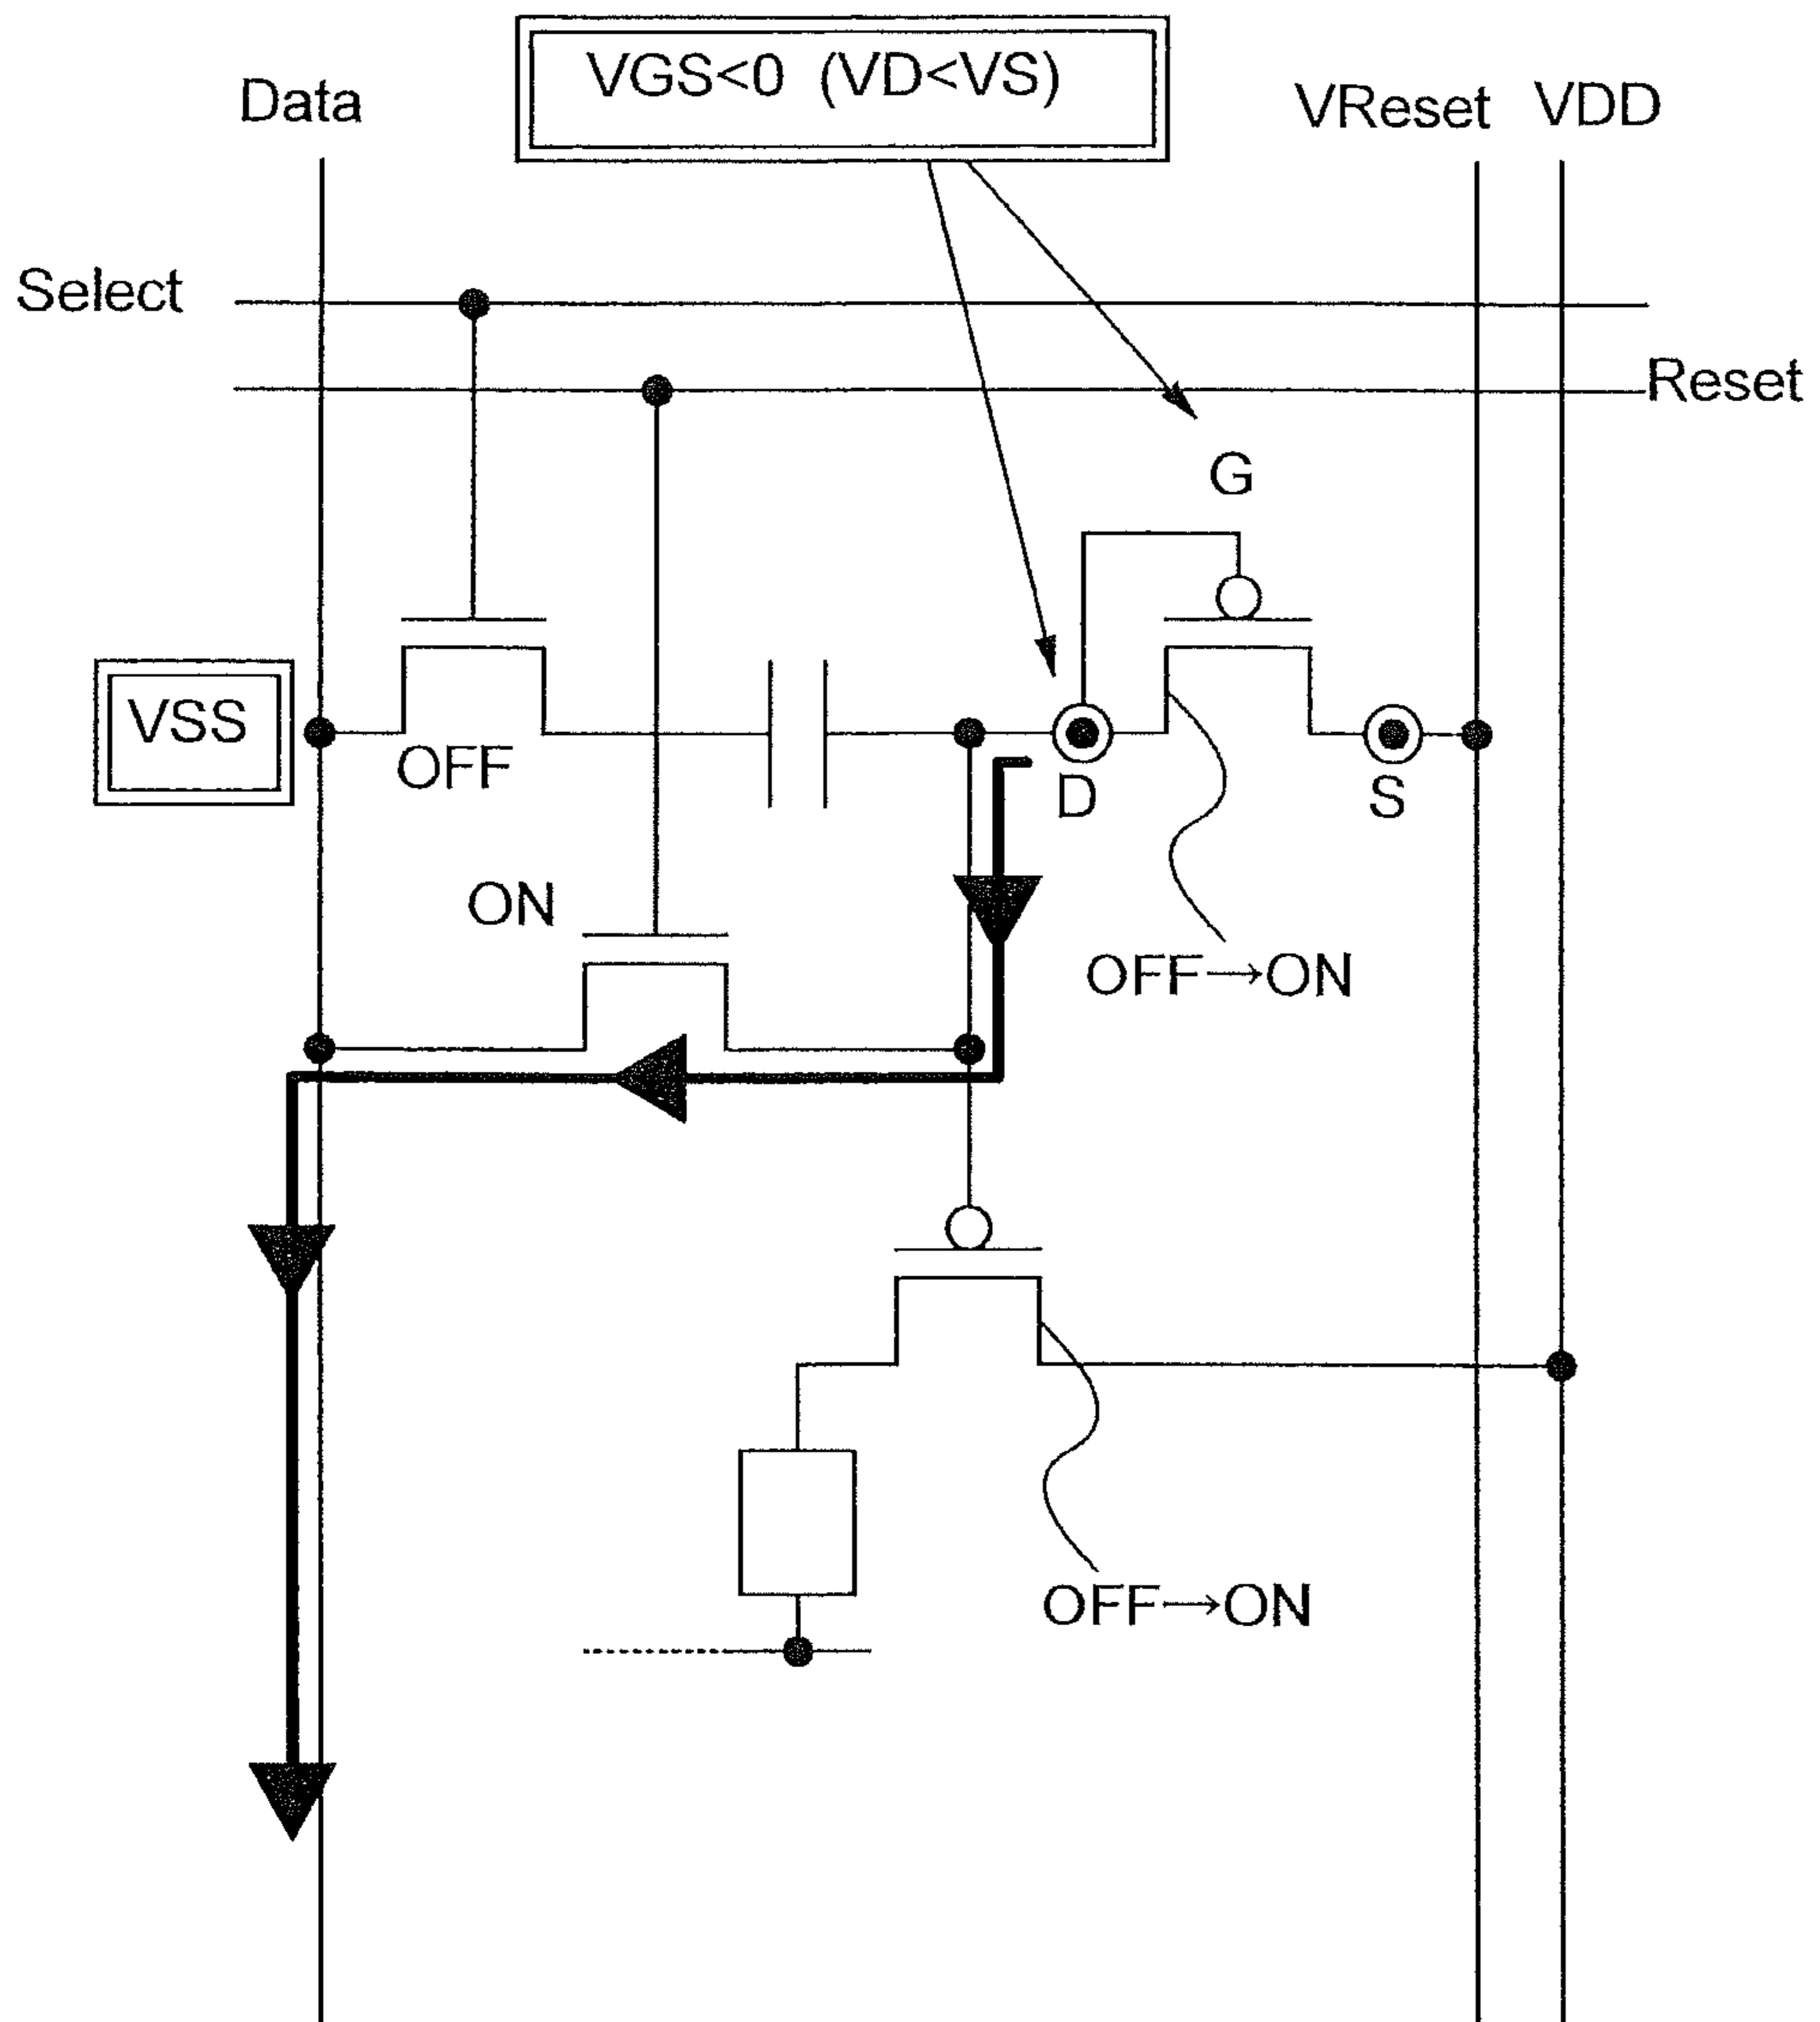 VGS<0 (VD<VS)
Data
VReset
VDD
Select
Reset
G
VSS
OFF
D
S
ON
OFF→ON
OFF→ON